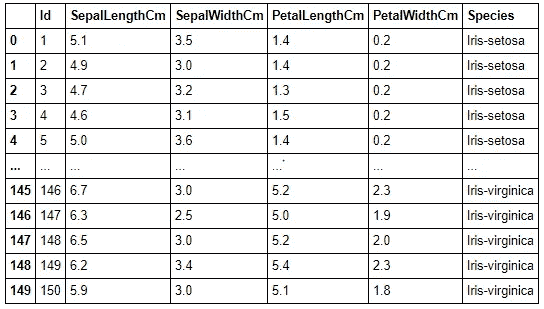 Id SepalLengthCm SepalWidthCm PetalLengthCm PetalWidthCm Species
0 1 5.1 3.5 1.4 0.2 Iris-setosa
1 2 4.9 3.0 1.4 0.2 Iris-setosa
2 3 4.7 3.2 1.3 0.2 Iris-setosa
3 4 4.6 3.1 1.5 0.2 Iris-setosa
4 5 5.0 3.6 1.4 0.2 Iris-setosa
... ... ... ... ... ... ...
145 146 6.7 3.0 5.2 2.3 Iris-virginica
146 147 6.3 2.5 5.0 1.9 Iris-virginica
147 148 6.5 3.0 5.2 2.0 Iris-virginica
148 149 6.2 3.4 5.4 2.3 Iris-virginica
149 150 5.9 3.0 5.1 1.8 Iris-virginica